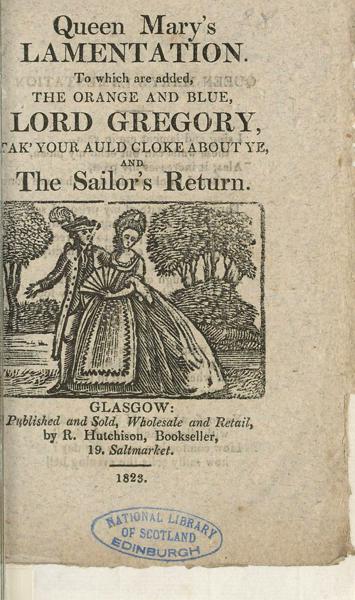 Queen Mary's
LAMENTATION.
To which are added,
THE ORANGE AND BLUE,
LORD GREGORY,
TAK' YOUR AULD CLOKE ABOUT YE,
AND
The Sailor's Return.
GLASGOW:
Published and Sold, Wholesale and Retail,
by R. Hutchison, Bookseller,
19. Saltmarket.
1823.
NATIONAL LIBRARY
OF SCOTLAND
EDINBURGH